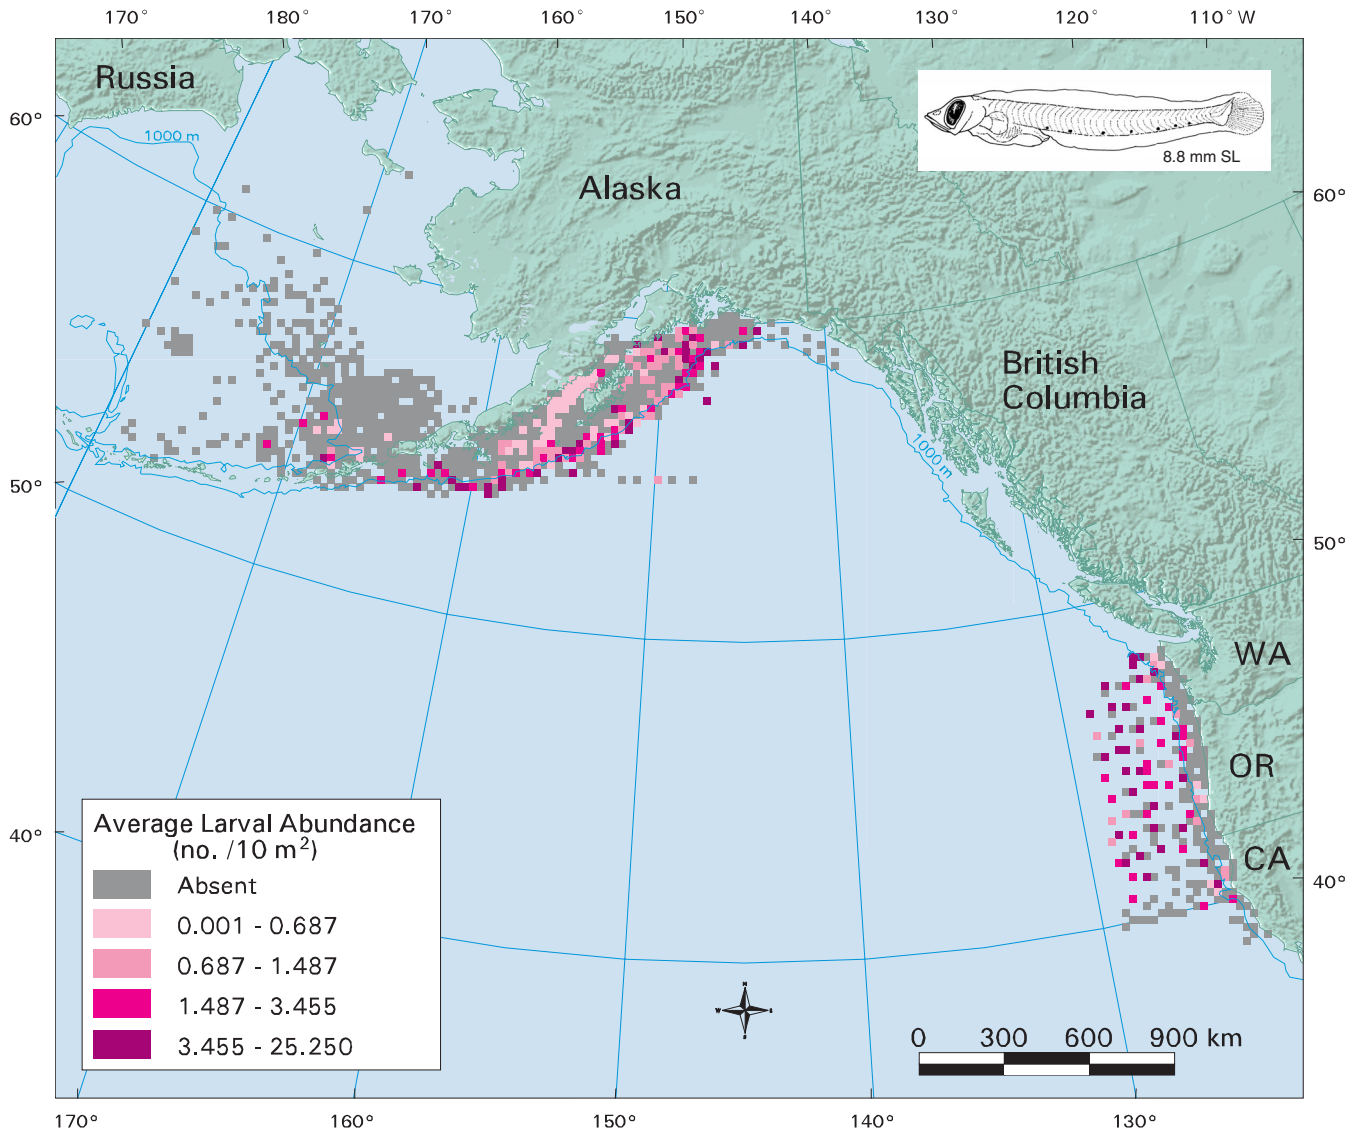 170°
180°
170°
160°
150°
140°
130°
120°
110° W
Russia
60°
1000 m
8.8 mm SL
Alaska
60°
British
Columbia
1000 m
50°
50°
WA
OR
Average Larval Abundance
(no. /10 m²)
Absent
0.001 - 0.687
0.687 - 1.487
1.487 - 3.455
3.455 - 25.250
40°
CA
40°
N
W
S
0 300 600 900 km
170°
160°
150°
140°
130°